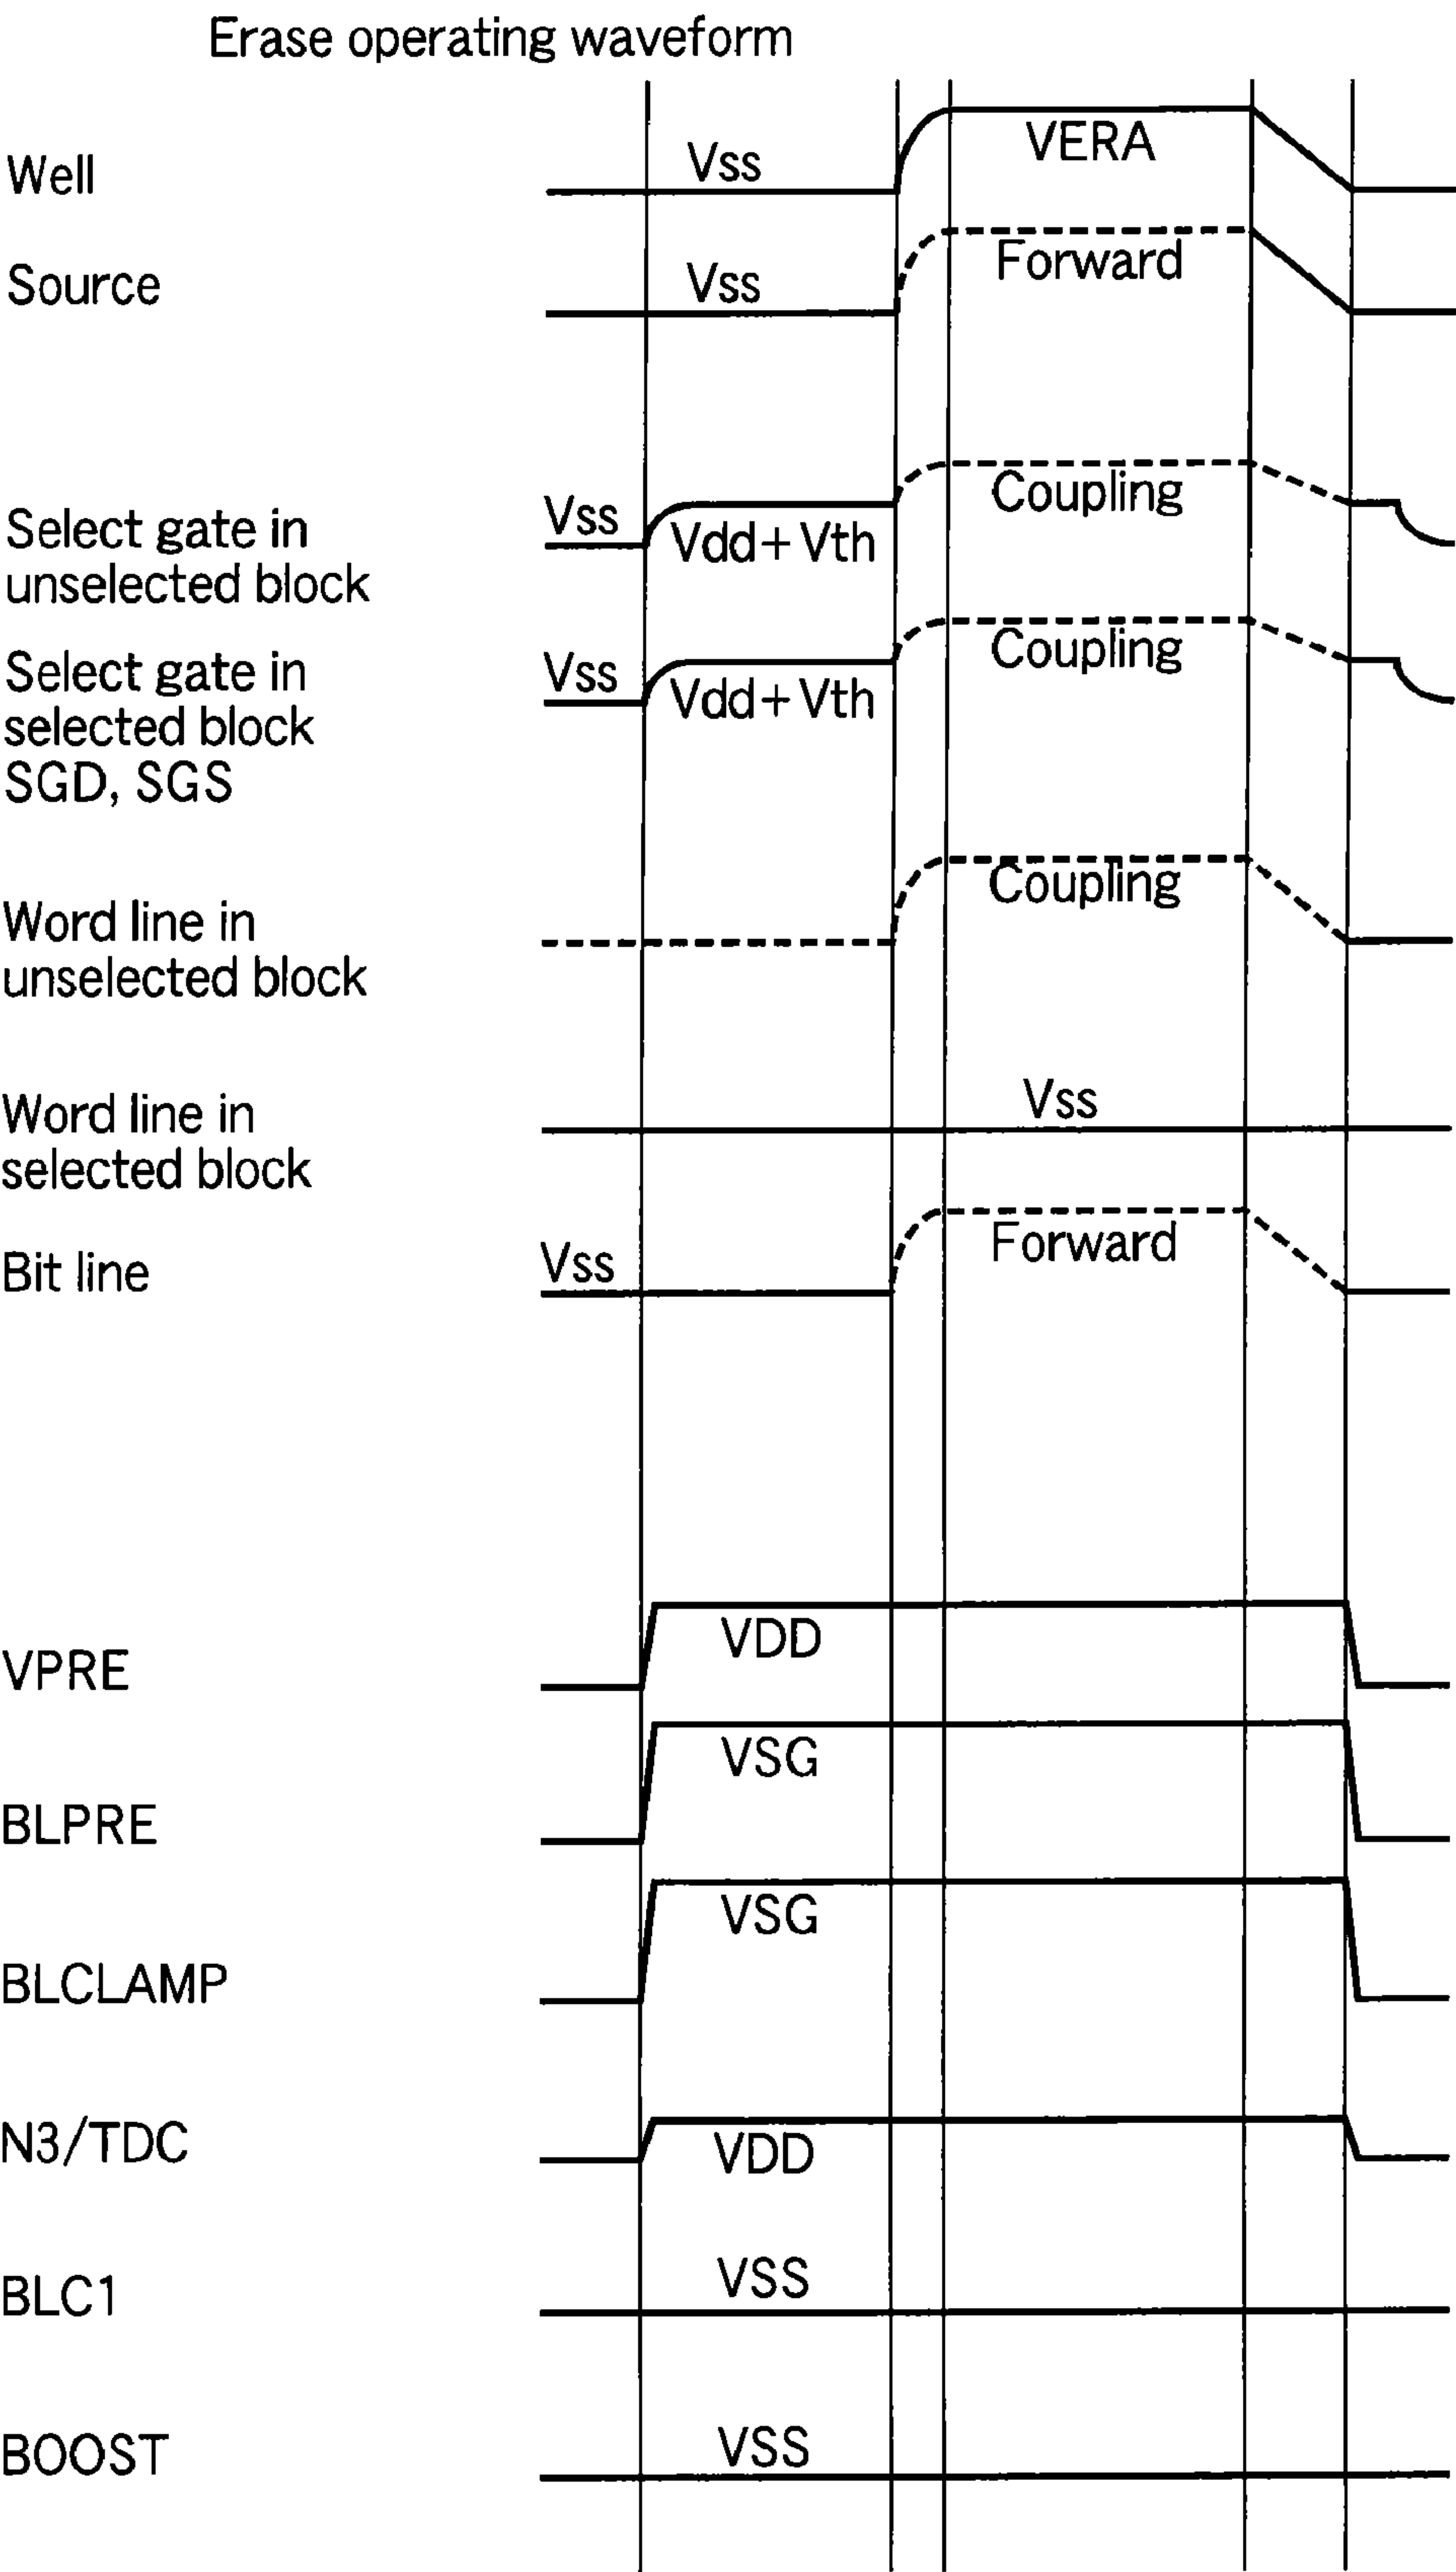 Erase operating waveform
Well
Vss
VERA
Source
Vss
Forward
Select gate in
unselected block
Vss
Vdd+Vth
Coupling
Select gate in
selected block
SGD, SGS
Vss
Vdd+Vth
Coupling
Word line in
unselected block
Coupling
Word line in
selected block
Vss
Bit line
Vss
Forward
VPRE
VDD
BLPRE
VSG
BLCLAMP
VSG
N3/TDC
VDD
BLC1
VSS
BOOST
VSS